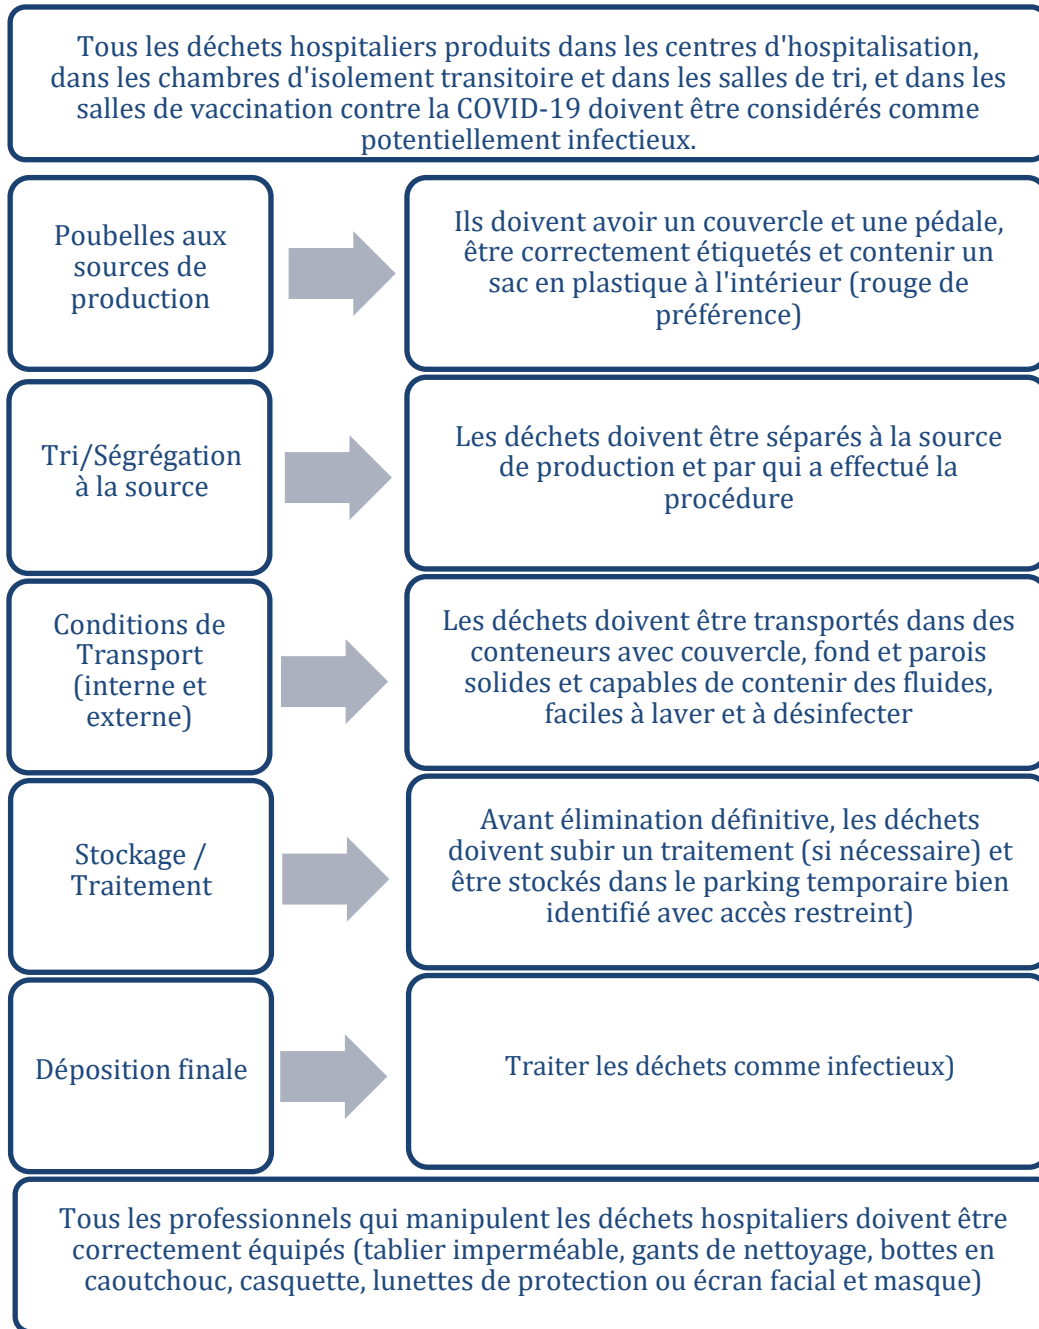 Tous les déchets hospitaliers produits dans les centres d'hospitalisation,
dans les chambres d'isolement transitoire et dans les salles de tri, et dans les
salles de vaccination contre la COVID-19 doivent être considérés comme
potentiellement infectieux.
Poubelles aux
sources de
production
Ils doivent avoir un couvercle et une pédale,
être correctement étiquetés et contenir un
sac en plastique à l'intérieur (rouge de
préférence)
Tri/Ségrégation
à la source
Les déchets doivent être séparés à la source
de production et par qui a effectué la
procédure
Conditions de
Transport
(interne et
externe)
Les déchets doivent être transportés dans des
conteneurs avec couvercle, fond et parois
solides et capables de contenir des fluides,
faciles à laver et à désinfecter
Stockage /
Traitement
Avant élimination définitive, les déchets
doivent subir un traitement (si nécessaire) et
être stockés dans le parking temporaire bien
identifié avec accès restreint)
Déposition finale
Traiter les déchets comme infectieux)
Tous les professionnels qui manipulent les déchets hospitaliers doivent être
correctement équipés (tablier imperméable, gants de nettoyage, bottes en
caoutchouc, casquette, lunettes de protection ou écran facial et masque)